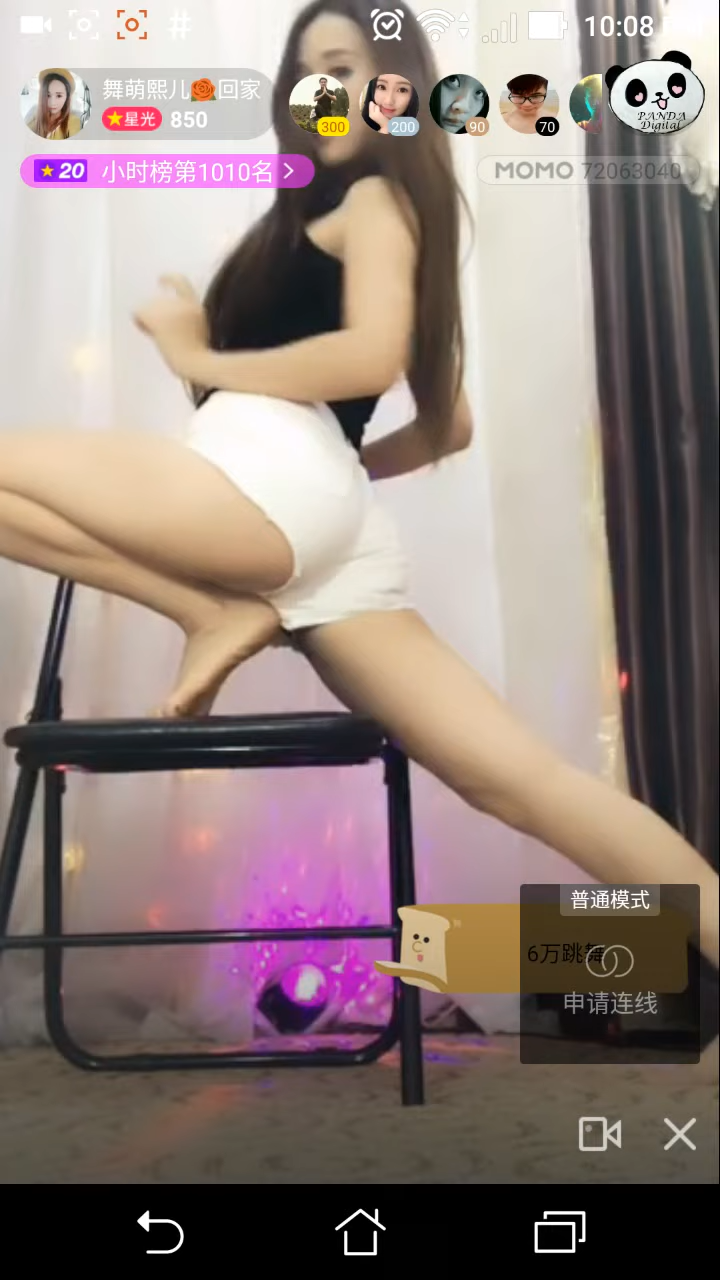 10:08
舞萌熙儿🌹回家
★星光 850
300
200
90
70
PANDA
Digital
★20 小时榜第1010名 >
MOMO 72063040
普通模式
6万跳舞
申请连线